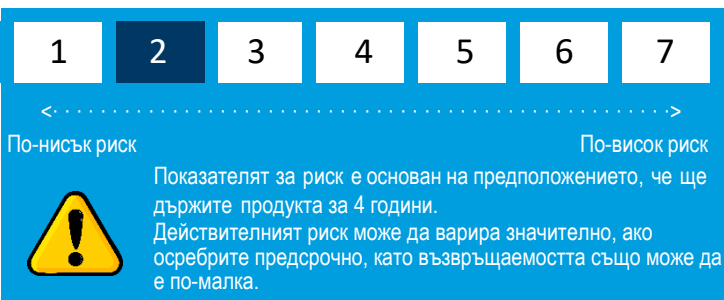 1 2 3 4 5 6 7
По-нисък риск По-висок риск
Показателят за риск е основан на предположението, че ще
държите продукта за 4 години.
Действителният риск може да варира значително, ако
осребрите предсрочно, като възвръщаемостта също може да
е по-малка.